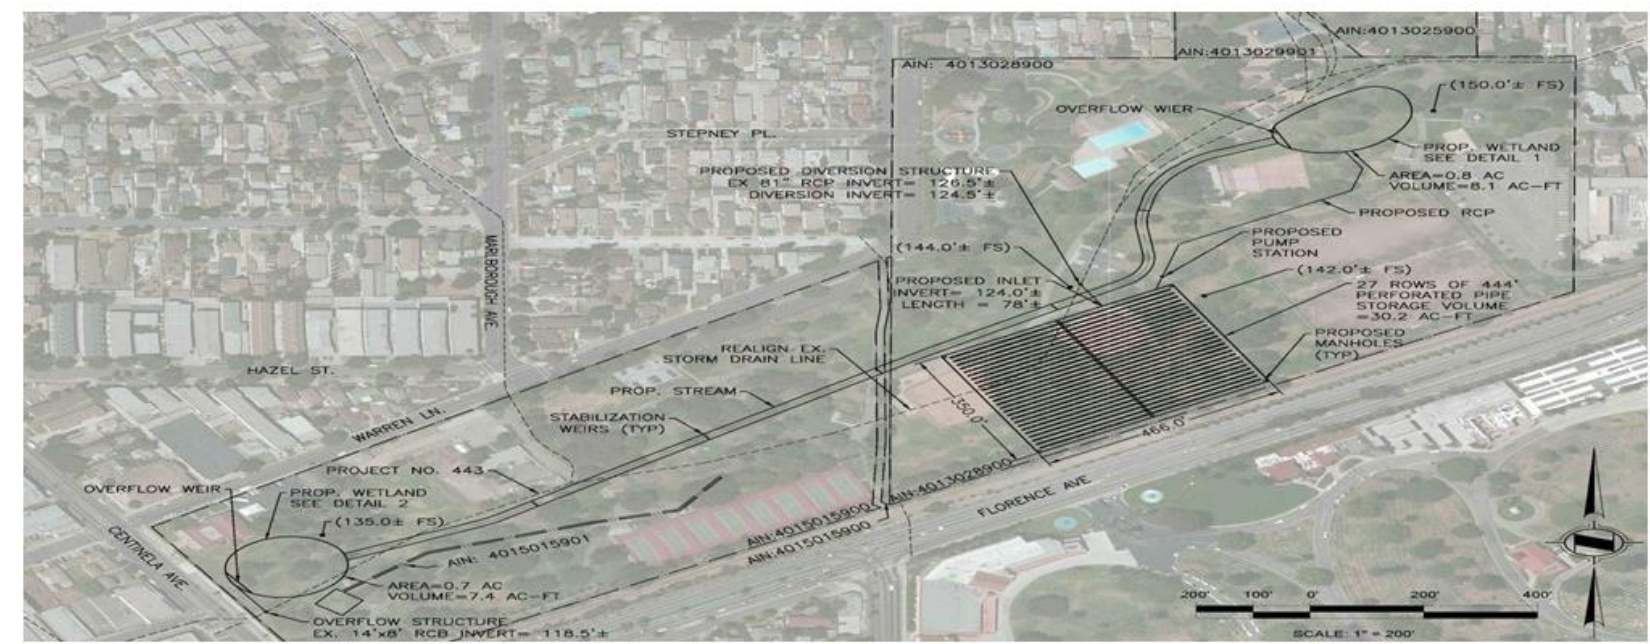 AIN:4013025900
AIN:4013029901
AIN: 4013028900
(150.0'± FS)
OVERFLOW WIER
STEPNEY PL.
PROP. WETLAND
SEE DETAIL 1
PROPOSED DIVERSION STRUCTURE
EX 81" RCP INVERT= 126.5'±
DIVERSION INVERT= 124.5'±
AREA=0.8 AC
VOLUME=8.1 AC-FT
PROPOSED RCP
MARLBOROUGH AVE
(144.0'± FS)
PROPOSED
PUMP
STATION
PROPOSED INLET
INVERT= 124.0'±
LENGTH = 78'±
(142.0'± FS)
27 ROWS OF 444'
PERFORATED PIPE
STORAGE VOLUME
=30.2 AC-FT
PROPOSED
MANHOLES
(TYP)
REALIGN EX.
STORM DRAIN LINE
HAZEL ST.
PROP. STREAM
WARREN LN.
STABILIZATION
WEIRS (TYP)
350.0'
466.0'
PROJECT NO. 443
AIN:4013028900
OVERFLOW WEIR
PROP. WETLAND
SEE DETAIL 2
(135.0± FS)
FLORENCE AVE
CENTINELA AVE
AIN:4015015900
AIN:4015015900
AIN: 4015015901
AREA=0.7 AC
VOLUME=7.4 AC-FT
OVERFLOW STRUCTURE
EX. 14'x8' RCB INVERT= 118.5'±
200' 100' 0' 200' 400'
SCALE: 1" = 200'